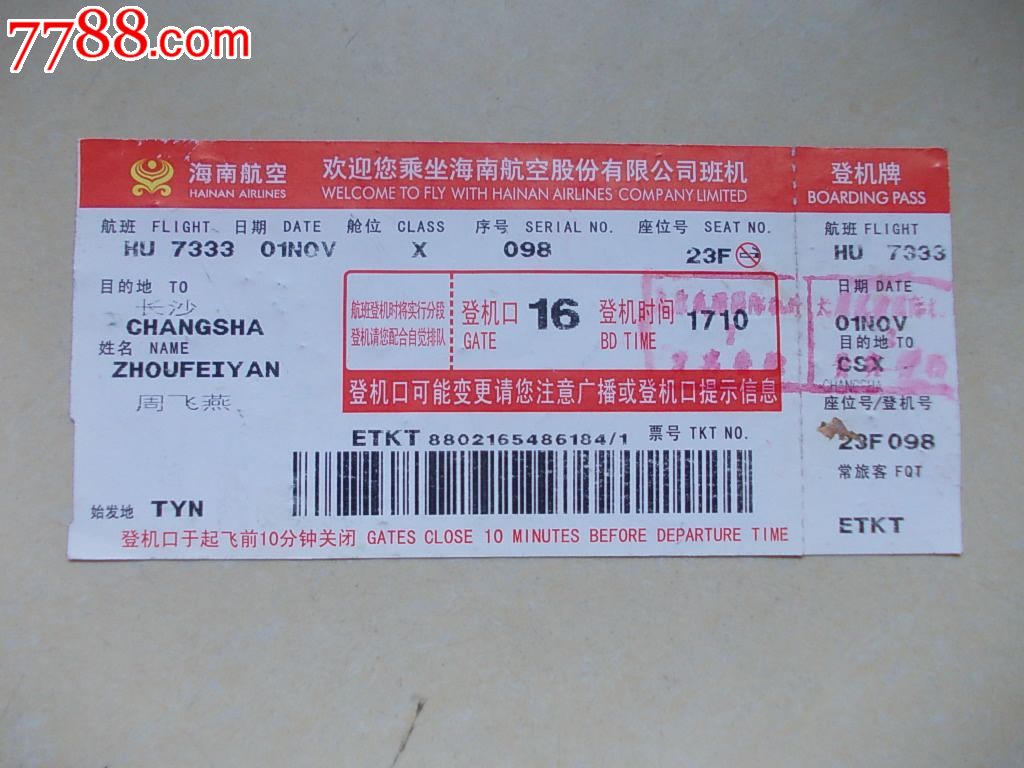 7788.com
海南航空 欢迎您乘坐海南航空股份有限公司班机 登机牌
HAINAN AIRLINES WELCOME TO FLY WITH HAINAN AIRLINES COMPANY LIMITED BOARDING PASS
航班 FLIGHT 日期 DATE 舱位 CLASS 序号 SERIAL NO. 座位号 SEAT NO. 航班 FLIGHT
HU 7333 01NOV X 098 23F HU 7333
目的地 TO 日期 DATE
长沙
CHANGSHA 01NOV
航班登机时将实行分段
登机请您配合自觉排队
登机口 16 登机时间 1710
GATE BD TIME
姓名 NAME 目的地 TO
ZHOUFEIYAN CSX
CHANGSHA
周飞燕
登机口可能变更请您注意广播或登机口提示信息 座位号/登机号
ETKT 8802165486184/1 票号 TKT NO. 23F 098
常旅客 FQT
始发地 TYN ETKT
登机口于起飞前10分钟关闭 GATES CLOSE 10 MINUTES BEFORE DEPARTURE TIME